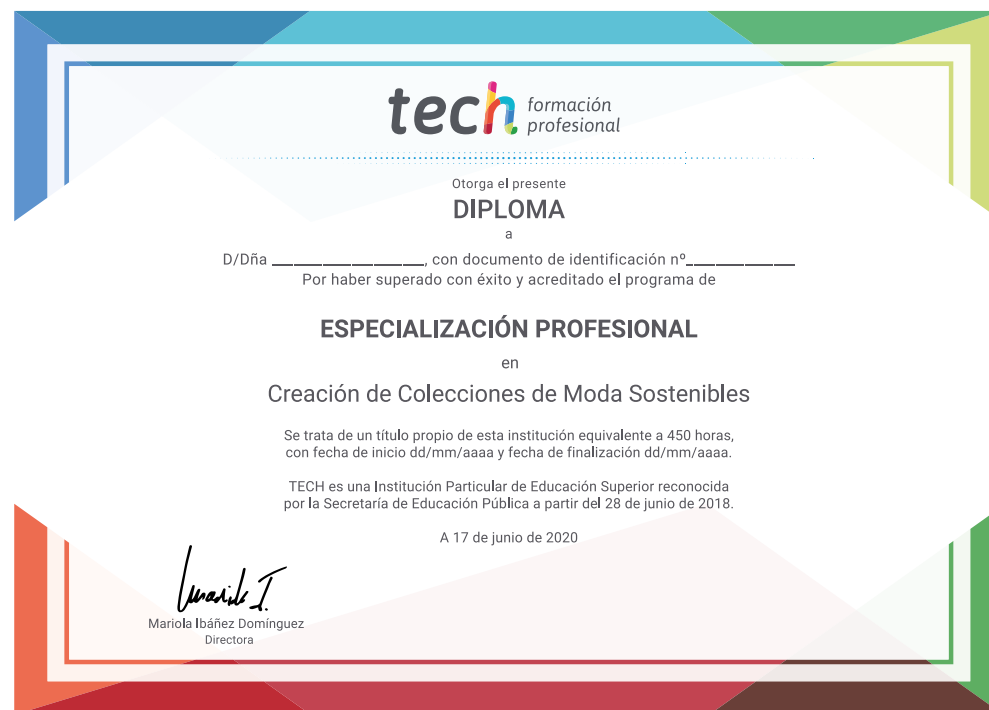 tech formación
profesional
Otorga el presente
DIPLOMA
a
D/Dña ____________________, con documento de identificación nº______________
Por haber superado con éxito y acreditado el programa de
ESPECIALIZACIÓN PROFESIONAL
en
Creación de Colecciones de Moda Sostenibles
Se trata de un título propio de esta institución equivalente a 450 horas,
con fecha de inicio dd/mm/aaaa y fecha de finalización dd/mm/aaaa.
TECH es una Institución Particular de Educación Superior reconocida
por la Secretaría de Educación Pública a partir del 28 de junio de 2018.
A 17 de junio de 2020
Mariola I.
Mariola Ibáñez Domínguez
Directora